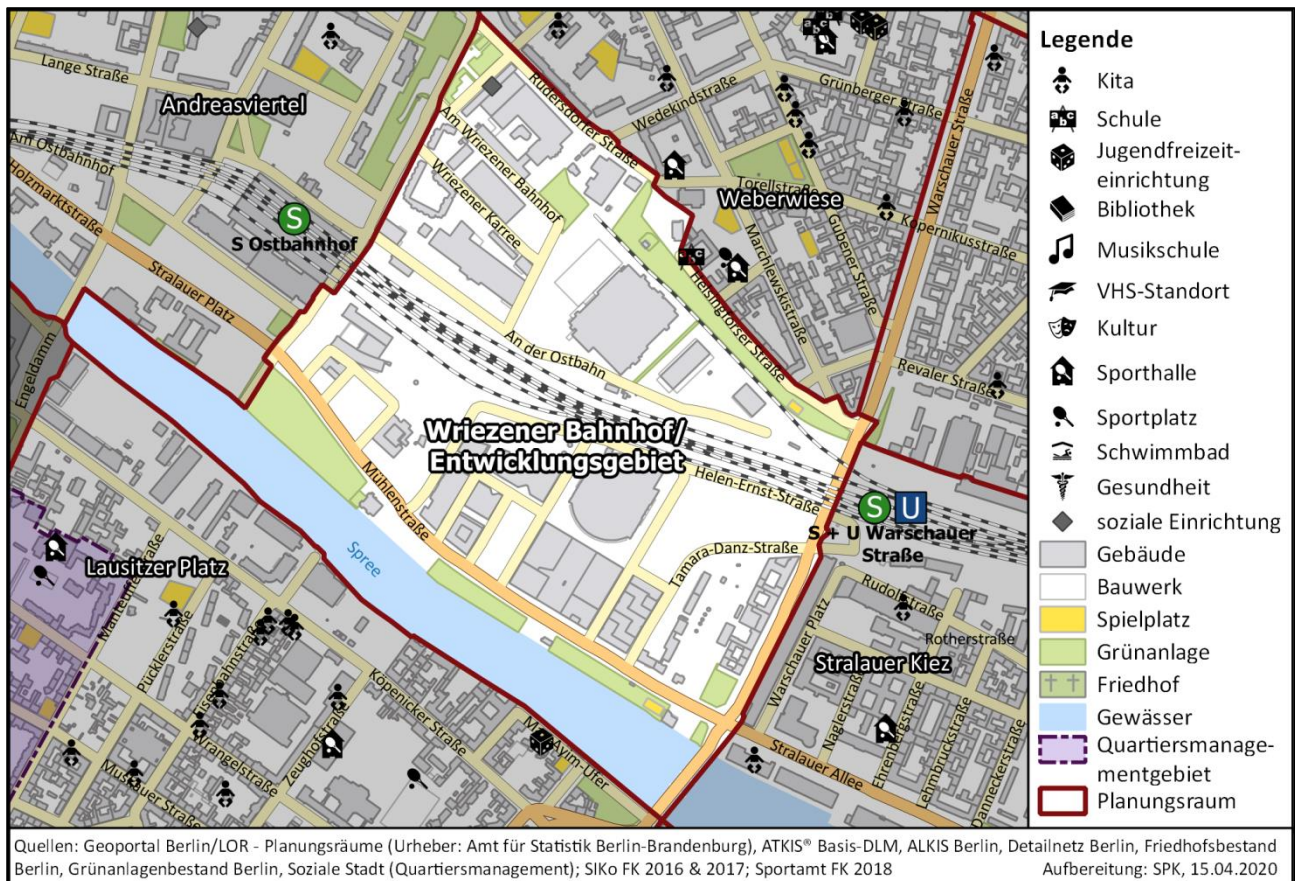 Lange Straße
Andreasviertel
Am Ostbahnhof
Holzmarktstraße
S
S Ostbahnhof
Stralauer Platz
Engeldamm
Rüdersdorfer Straße
Am Wriezener Bahnhof
Wriezener Karree
Wedekindstraße
Grünberger Straße
Warschauer Straße
Torellstraße
Weberwiese
Kopernikusstraße
Gubener Straße
Marchlewskistraße
Helsingforser Straße
Revaler Straße
An der Ostbahn
Wriezener Bahnhof/
Entwicklungsgebiet
Helen-Ernst-Straße
Mühlenstraße
S U
S + U Warschauer
Straße
Tamara-Danz-Straße
Spree
Lausitzer Platz
Pücklerstraße
Köpenicker Straße
Wrangelstraße
Zeughofstraße
Muskauer Straße
May-Ayim-Ufer
Rudolfstraße
Rotherstraße
Warschauer Platz
Stralauer Kiez
Naglerstraße
Ehrenbergstraße
Lehmbruckstraße
Danneckerstraße
Stralauer Allee
Legende
Kita
abc
Schule
Jugendfreizeit-
einrichtung
Bibliothek
Musikschule
VHS-Standort
Kultur
Sporthalle
Sportplatz
Schwimmbad
Gesundheit
soziale Einrichtung
Gebäude
Bauwerk
Spielplatz
Grünanlage
Friedhof
Gewässer
Quartiersmanage-
mentgebiet
Planungsraum
Quellen: Geoportal Berlin/LOR - Planungsräume (Urheber: Amt für Statistik Berlin-Brandenburg), ATKIS® Basis-DLM, ALKIS Berlin, Detailnetz Berlin, Friedhofsbestand
Berlin, Grünanlagenbestand Berlin, Soziale Stadt (Quartiersmanagement); SIKo FK 2016 & 2017; Sportamt FK 2018
Aufbereitung: SPK, 15.04.2020